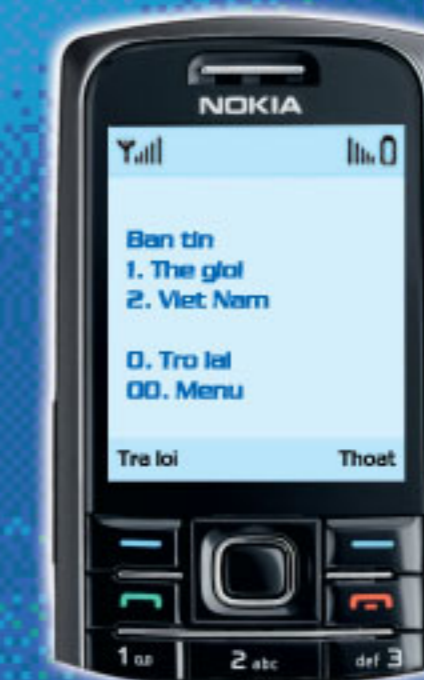 NOKIA
Ban tin
1. The gioi
2. Viet Nam
0. Tro lai
00. Menu
Tra loi Thoat
1 2 abc def 3